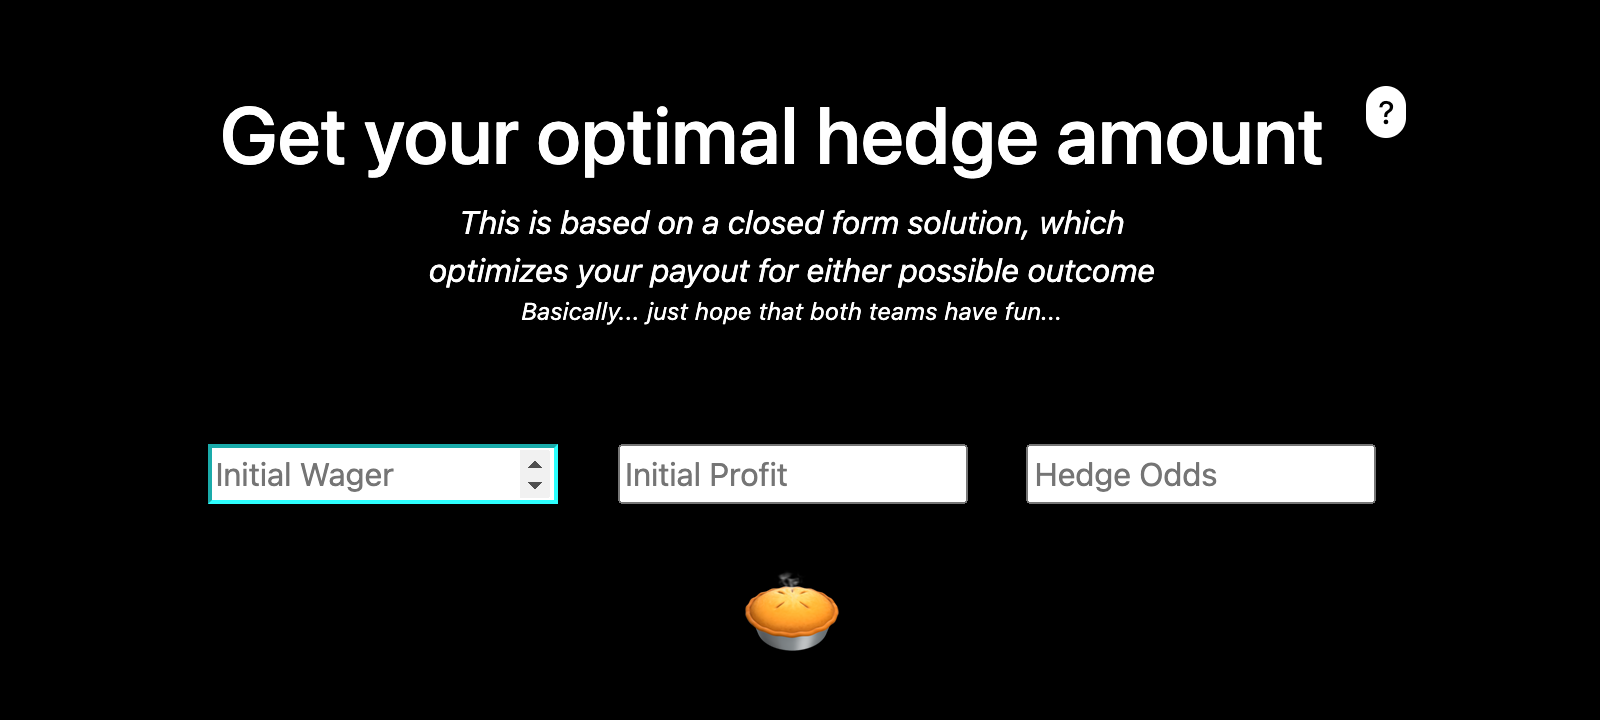 Get your optimal hedge amount
?
This is based on a closed form solution, which
optimizes your payout for either possible outcome
Basically... just hope that both teams have fun...
Initial Wager
Initial Profit
Hedge Odds